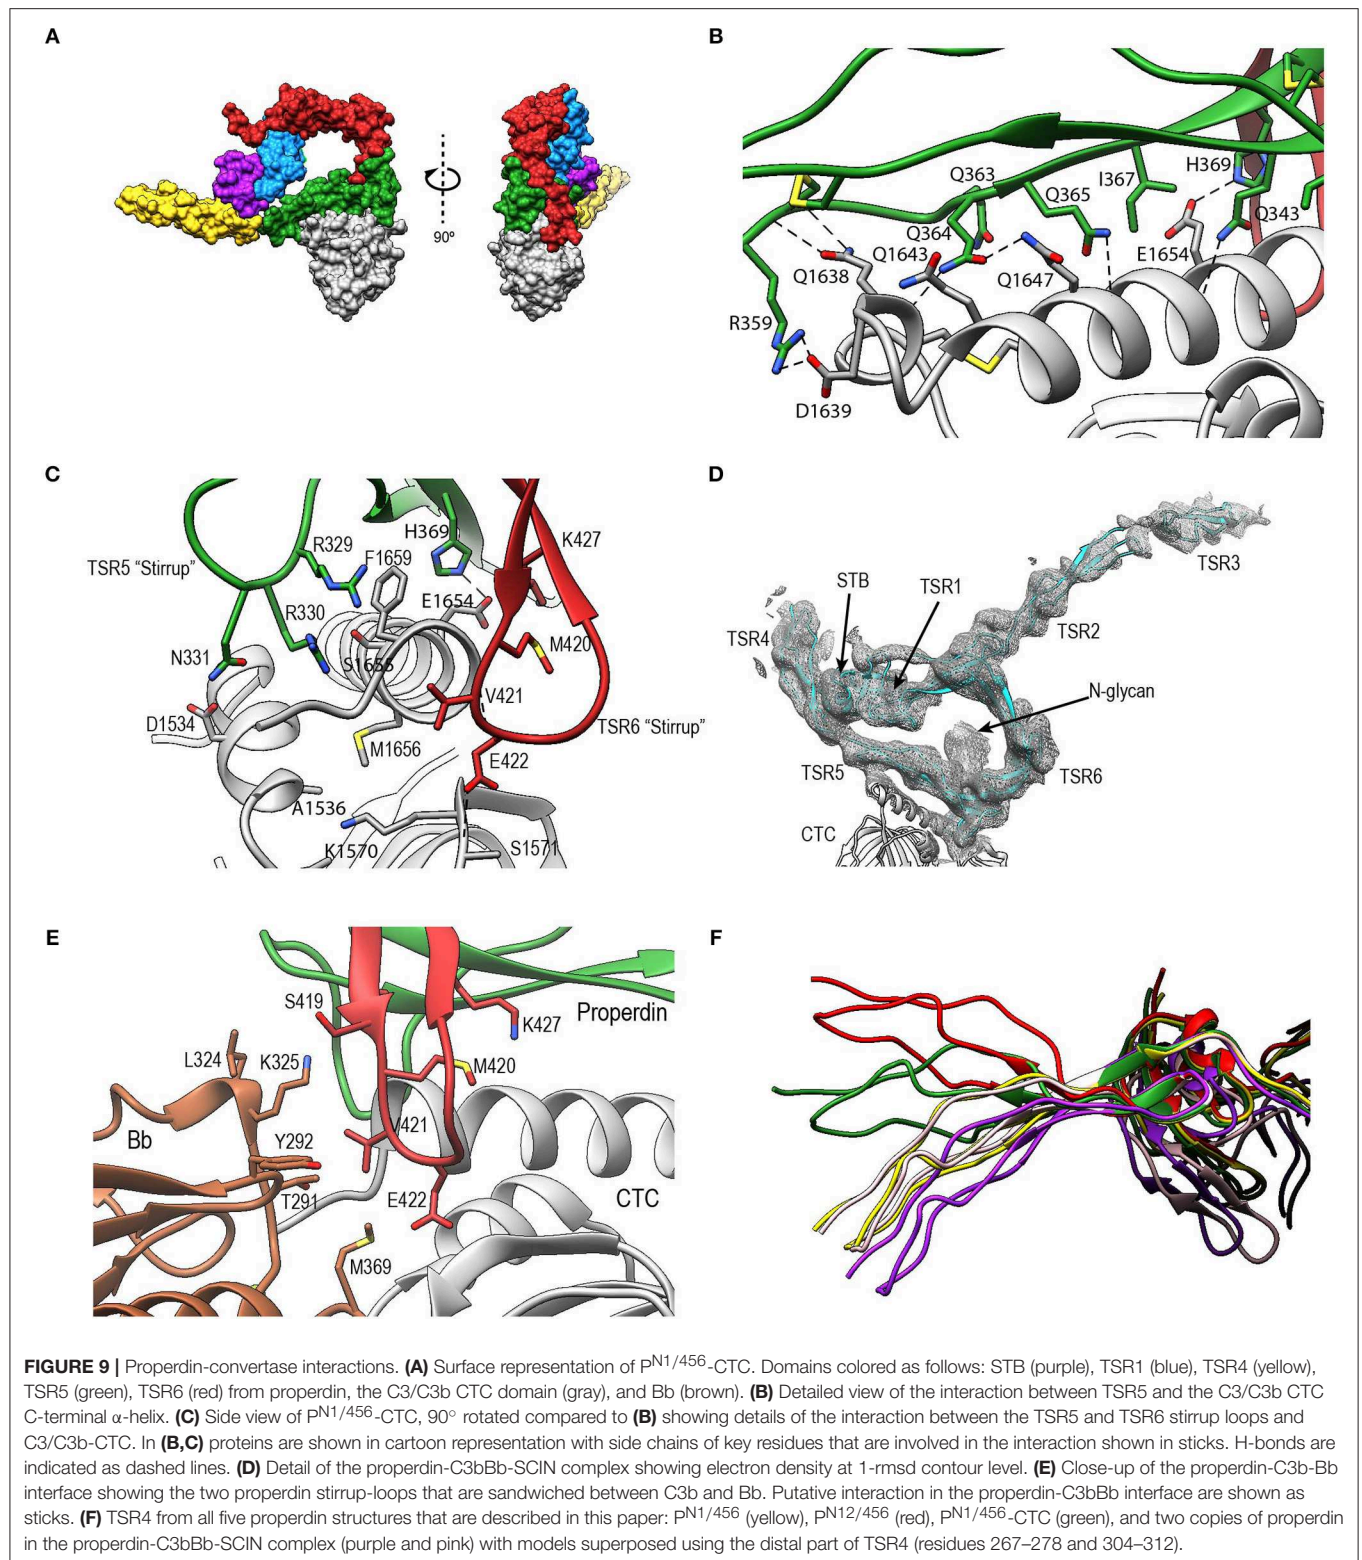 A
90º
B
Q363
H369
I367
Q365
Q364
Q343
Q1643
E1654
Q1638
Q1647
R359
D1639
C
H369
K427
R329
F1659
TSR5 “Stirrup”
E1654
R330
M420
S1655
N331
V421
TSR6 “Stirrup”
D1534
M1656
E422
A1536
K1570
S1571
D
TSR3
STB
TSR1
TSR2
TSR4
N-glycan
TSR5
TSR6
CTC
E
S419
Properdin
K427
L324
K325
M420
Bb
V421
Y292
T291
E422
CTC
M369
F
FIGURE 9 | Properdin-convertase interactions. (A) Surface representation of P^N1/456-CTC. Domains colored as follows: STB (purple), TSR1 (blue), TSR4 (yellow),
TSR5 (green), TSR6 (red) from properdin, the C3/C3b CTC domain (gray), and Bb (brown). (B) Detailed view of the interaction between TSR5 and the C3/C3b CTC
C-terminal α-helix. (C) Side view of P^N1/456-CTC, 90° rotated compared to (B) showing details of the interaction between the TSR5 and TSR6 stirrup loops and
C3/C3b-CTC. In (B,C) proteins are shown in cartoon representation with side chains of key residues that are involved in the interaction shown in sticks. H-bonds are
indicated as dashed lines. (D) Detail of the properdin-C3bBb-SCIN complex showing electron density at 1-rmsd contour level. (E) Close-up of the properdin-C3b-Bb
interface showing the two properdin stirrup-loops that are sandwiched between C3b and Bb. Putative interaction in the properdin-C3bBb interface are shown as
sticks. (F) TSR4 from all five properdin structures that are described in this paper: P^N1/456 (yellow), P^N12/456 (red), P^N1/456-CTC (green), and two copies of properdin
in the properdin-C3bBb-SCIN complex (purple and pink) with models superposed using the distal part of TSR4 (residues 267–278 and 304–312).